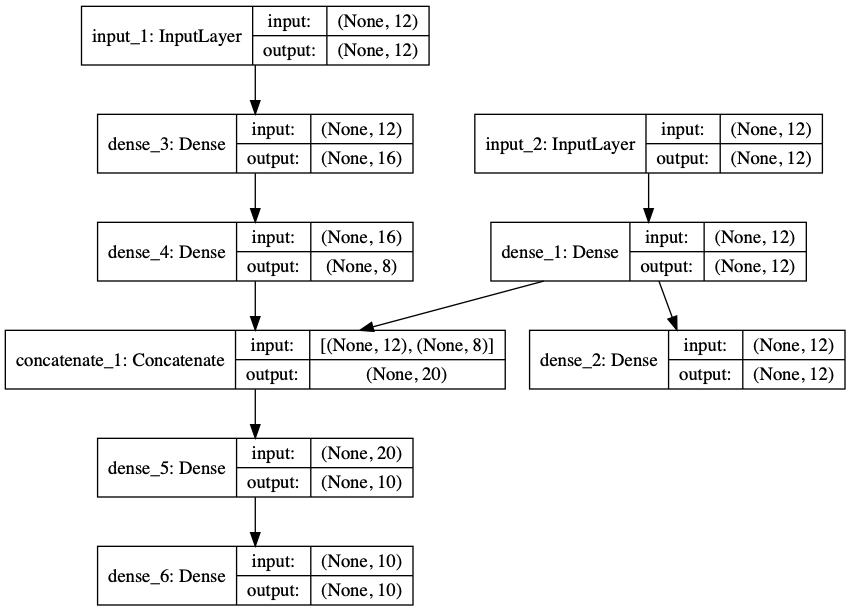 input_1: InputLayer
input: (None, 12)
output: (None, 12)
dense_3: Dense
input: (None, 12)
output: (None, 16)
input_2: InputLayer
input: (None, 12)
output: (None, 12)
dense_4: Dense
input: (None, 16)
output: (None, 8)
dense_1: Dense
input: (None, 12)
output: (None, 12)
concatenate_1: Concatenate
input: [(None, 12), (None, 8)]
output: (None, 20)
dense_2: Dense
input: (None, 12)
output: (None, 12)
dense_5: Dense
input: (None, 20)
output: (None, 10)
dense_6: Dense
input: (None, 10)
output: (None, 10)